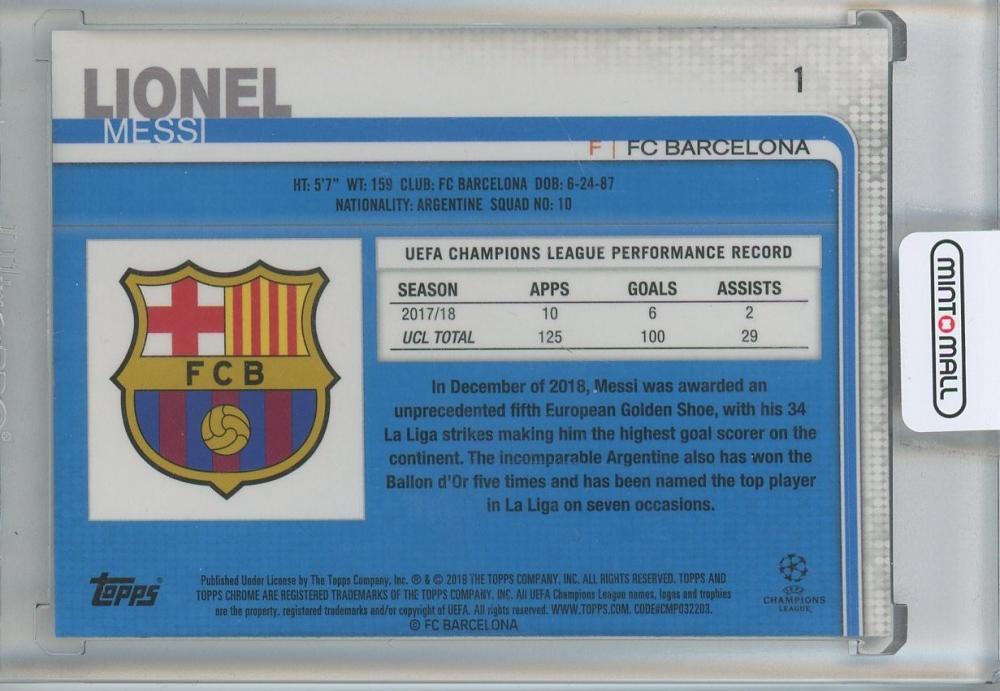 LIONEL
MESSI
1
F | FC BARCELONA
HT: 5'7" WT: 159 CLUB: FC BARCELONA DOB: 6-24-87
NATIONALITY: ARGENTINE SQUAD NO: 10
FCB
UEFA CHAMPIONS LEAGUE PERFORMANCE RECORD
SEASON APPS GOALS ASSISTS
2017/18 10 6 2
UCL TOTAL 125 100 29
In December of 2018, Messi was awarded an
unprecedented fifth European Golden Shoe, with his 34
La Liga strikes making him the highest goal scorer on the
continent. The incomparable Argentine also has won the
Ballon d'Or five times and has been named the top player
in La Liga on seven occasions.
MINTOMALL
Topps®
Published Under License by The Topps Company, Inc. ® & © 2019 THE TOPPS COMPANY, INC. ALL RIGHTS RESERVED. TOPPS AND
TOPPS CHROME ARE REGISTERED TRADEMARKS OF THE TOPPS COMPANY, INC. All UEFA Champions League names, logos and trophies
are the property, registered trademarks and/or copyright of UEFA. All rights reserved. WWW.TOPPS.COM. CODE#CMP032203.
© FC BARCELONA
UEFA
CHAMPIONS
LEAGUE